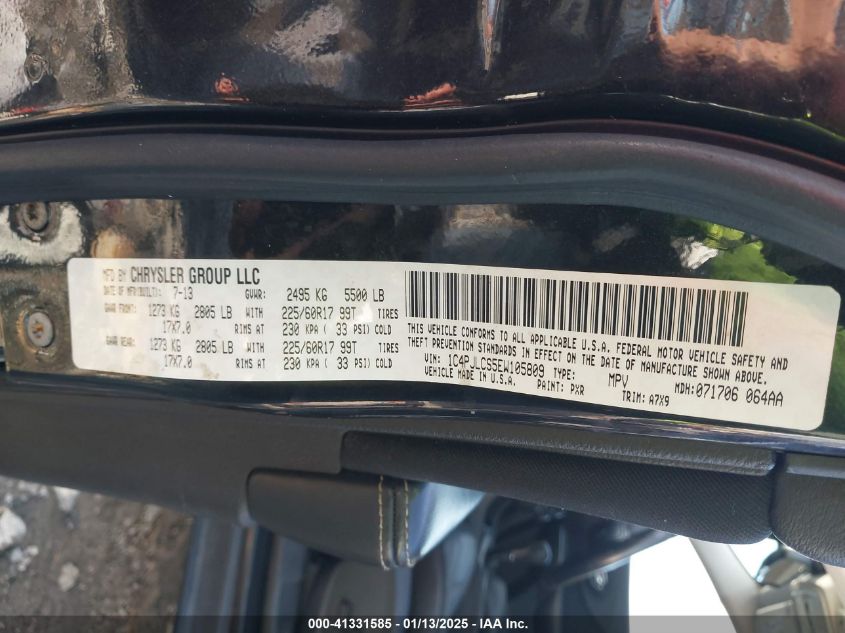 MFD BY CHRYSLER GROUP LLC
DATE OF MFR(BUILT): 7-13 GVWR: 2495 KG 5500 LB
GAWR FRONT: 1273 KG 2805 LB WITH 225/60R17 99T TIRES
17X7.0 RIMS AT 230 KPA ( 33 PSI) COLD
GAWR REAR: 1273 KG 2805 LB WITH 225/60R17 99T TIRES
17X7.0 RIMS AT 230 KPA ( 33 PSI) COLD
THIS VEHICLE CONFORMS TO ALL APPLICABLE U.S.A. FEDERAL MOTOR VEHICLE SAFETY AND
THEFT PREVENTION STANDARDS IN EFFECT ON THE DATE OF MANUFACTURE SHOWN ABOVE.
VIN: 1C4PJLCS5EW105809 TYPE: MPV MDH:071706 064AA
VEHICLE MADE IN U.S.A. PAINT: PXR TRIM: A7X9
000-41331585 - 01/13/2025 - IAA Inc.